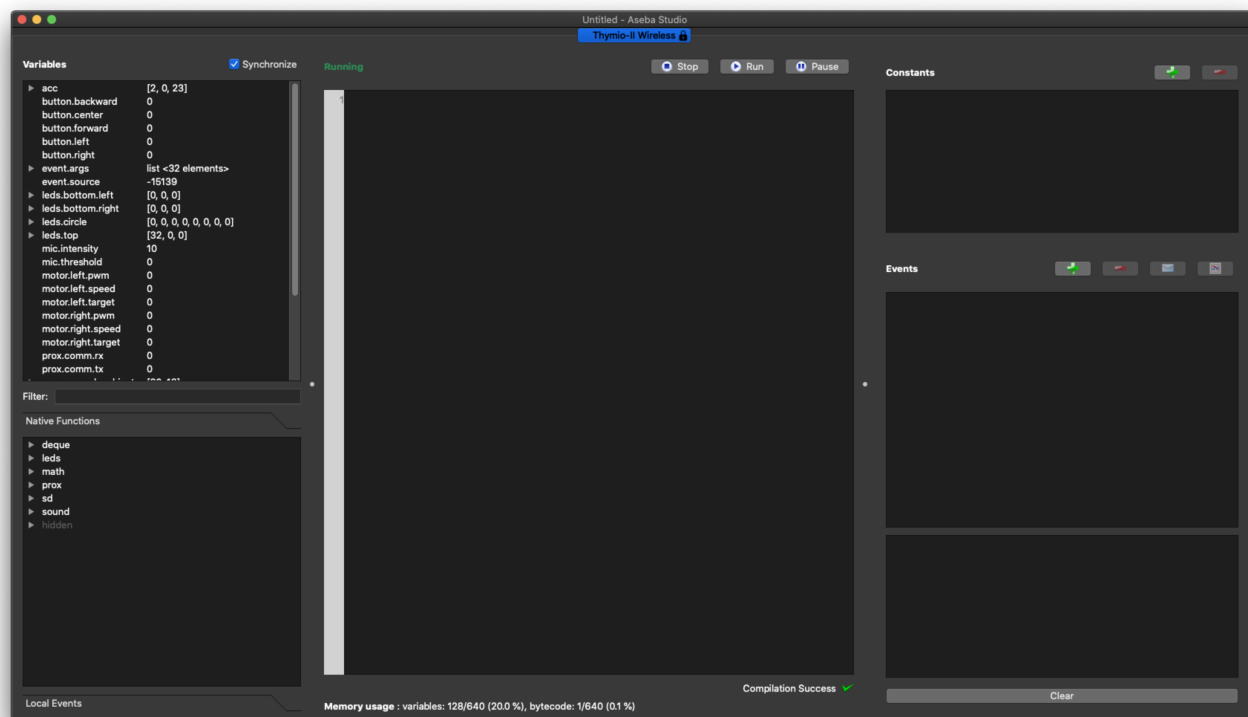 Untitled - Aseba Studio
Thymio-II Wireless
Variables
Synchronize
acc [2, 0, 23]
button.backward 0
button.center 0
button.forward 0
button.left 0
button.right 0
event.args list <32 elements>
event.source -15139
leds.bottom.left [0, 0, 0]
leds.bottom.right [0, 0, 0]
leds.circle [0, 0, 0, 0, 0, 0, 0, 0]
leds.top [32, 0, 0]
mic.intensity 10
mic.threshold 0
motor.left.pwm 0
motor.left.speed 0
motor.left.target 0
motor.right.pwm 0
motor.right.speed 0
motor.right.target 0
prox.comm.rx 0
prox.comm.tx 0
Filter:
Native Functions
deque
leds
math
prox
sd
sound
hidden
Local Events
Running
Stop
Run
Pause
1
Compilation Success
Memory usage : variables: 128/640 (20.0 %), bytecode: 1/640 (0.1 %)
Constants
Events
Clear